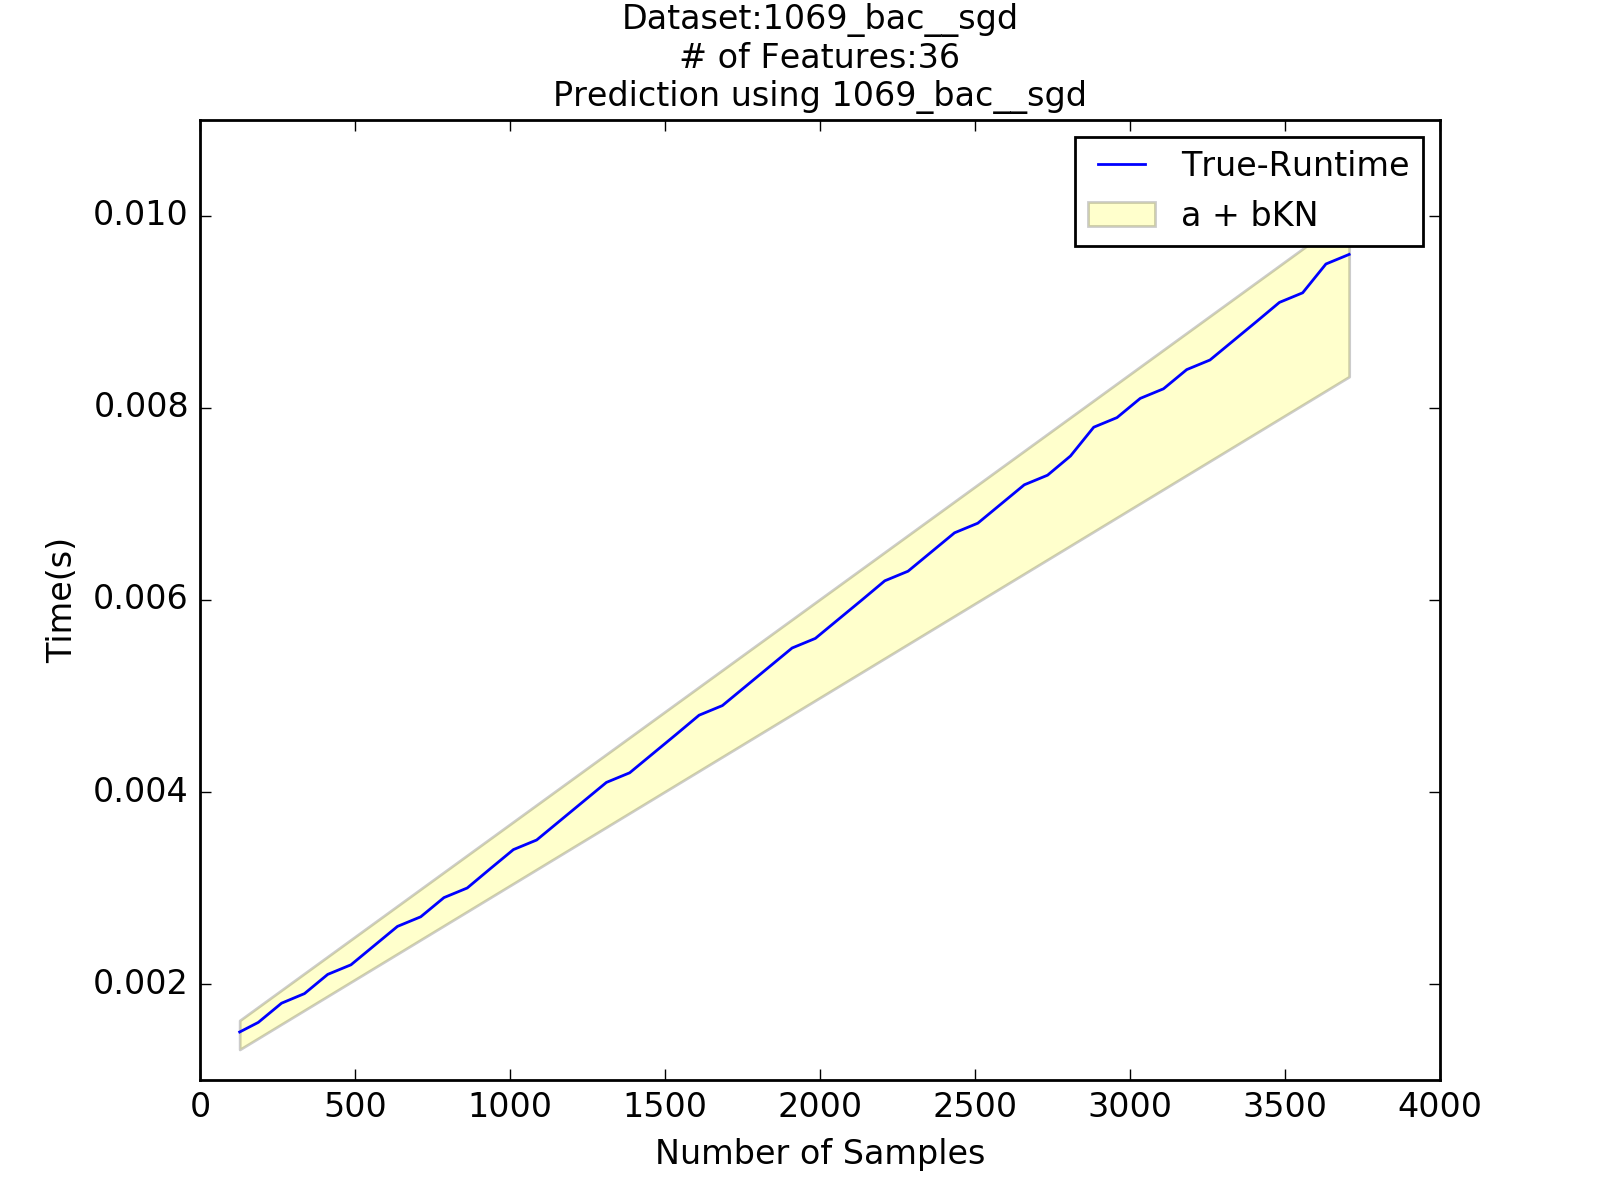 Dataset:1069_bac__sgd
# of Features:36
Prediction using 1069_bac__sgd
True-Runtime
a + bKN
0.010
0.008
0.006
0.004
0.002
Time(s)
0 500 1000 1500 2000 2500 3000 3500 4000
Number of Samples